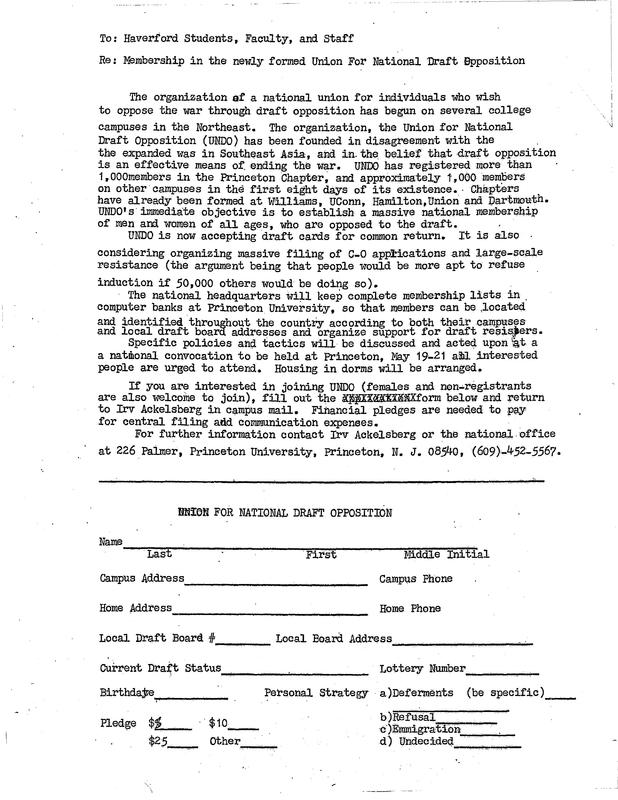 To: Haverford Students, Faculty, and Staff
Re: Membership in the newly formed Union For National Draft Opposition
The organization of a national union for individuals who wish
to oppose the war through draft opposition has begun on several college
campuses in the Northeast. The organization, the Union for National
Draft Opposition (UNDO) has been founded in disagreement with the
the expanded was in Southeast Asia, and in the belief that draft opposition
is an effective means of ending the war. UNDO has registered more than
1,000members in the Princeton Chapter, and approximately 1,000 members
on other campuses in the first eight days of its existence. Chapters
have already been formed at Williams, UConn, Hamilton,Union and Dartmouth.
UNDO's immediate objective is to establish a massive national membership
of men and women of all ages, who are opposed to the draft.
UNDO is now accepting draft cards for common return. It is also
considering organizing massive filing of C-O applications and large-scale
resistance (the argument being that people would be more apt to refuse
induction if 50,000 others would be doing so).
The national headquarters will keep complete membership lists in
computer banks at Princeton University, so that members can be located
and identified throughout the country according to both their campuses
and local draft board addresses and organize support for draft resisters.
Specific policies and tactics will be discussed and acted upon at a
a national convocation to be held at Princeton, May 19-21 all interested
people are urged to attend. Housing in dorms will be arranged.
If you are interested in joining UNDO (females and non-registrants
are also welcome to join), fill out the form below and return
to Irv Ackelsberg in campus mail. Financial pledges are needed to pay
for central filing add communication expenses.
For further information contact Irv Ackelsberg or the national office
at 226 Palmer, Princeton University, Princeton, N. J. 08540, (609)-452-5567.
UNION FOR NATIONAL DRAFT OPPOSITION
Name
Last First Middle Initial
Campus Address Campus Phone
Home Address Home Phone
Local Draft Board # Local Board Address
Current Draft Status Lottery Number
Birthdate Personal Strategy a)Deferments (be specific)
b)Refusal
Pledge $5 $10 c)Emmigration
$25 Other d) Undecided